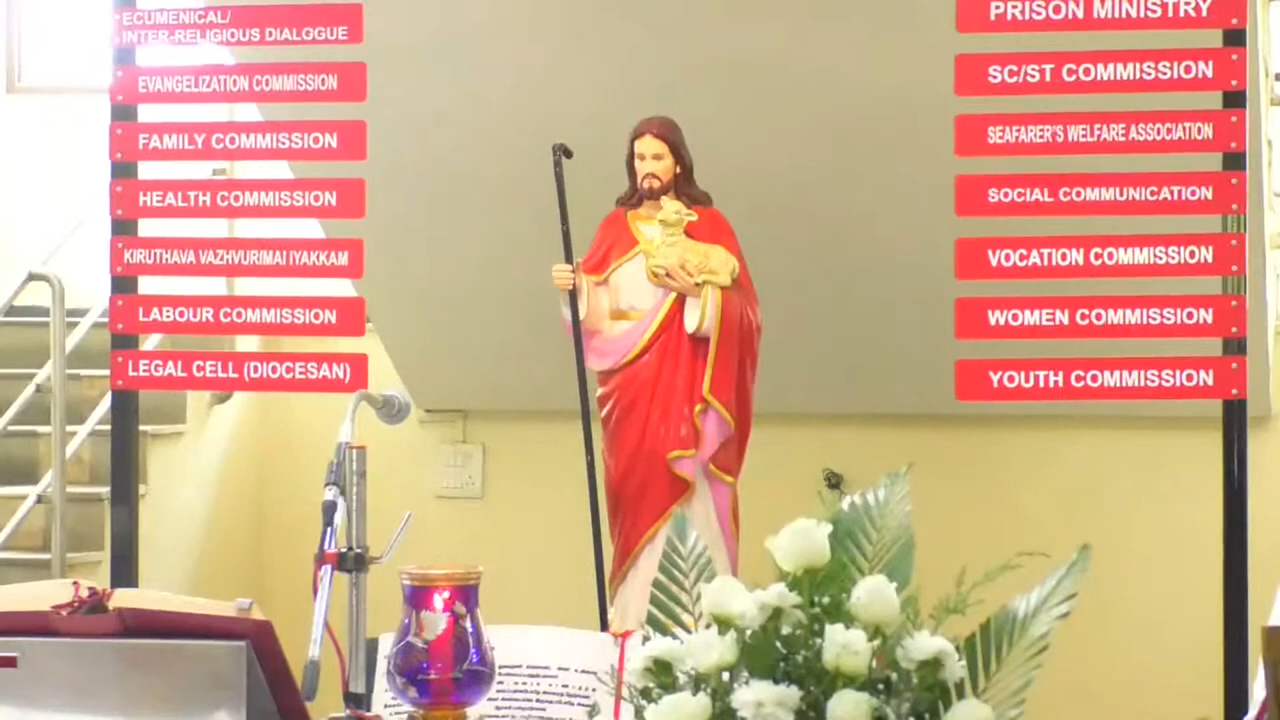 ECUMENICAL/
INTER-RELIGIOUS DIALOGUE
EVANGELIZATION COMMISSION
FAMILY COMMISSION
HEALTH COMMISSION
KIRUTHAVA VAZHVURIMAI IYAKKAM
LABOUR COMMISSION
LEGAL CELL (DIOCESAN)
PRISON MINISTRY
SC/ST COMMISSION
SEAFARER'S WELFARE ASSOCIATION
SOCIAL COMMUNICATION
VOCATION COMMISSION
WOMEN COMMISSION
YOUTH COMMISSION